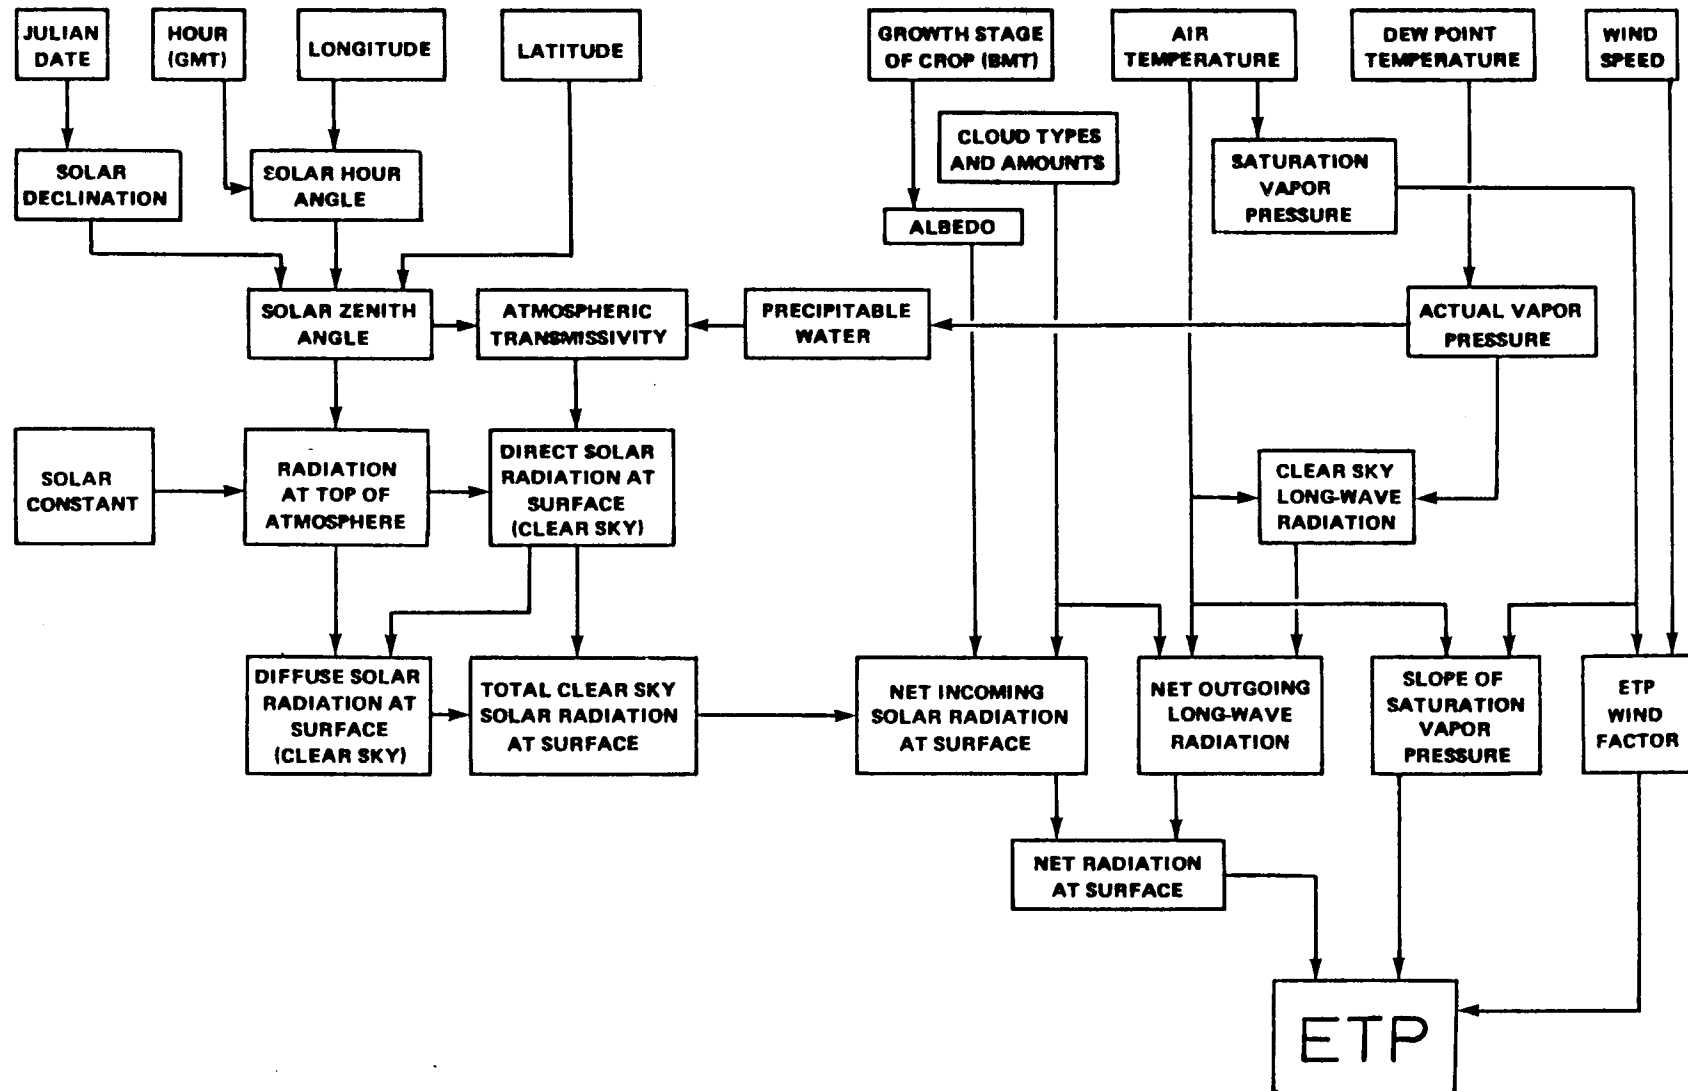 JULIAN
DATE
HOUR
(GMT)
LONGITUDE
LATITUDE
GROWTH STAGE
OF CROP (BMT)
AIR
TEMPERATURE
DEW POINT
TEMPERATURE
WIND
SPEED
CLOUD TYPES
AND AMOUNTS
SOLAR
DECLINATION
SOLAR HOUR
ANGLE
SATURATION
VAPOR
PRESSURE
ALBEDO
SOLAR ZENITH
ANGLE
ATMOSPHERIC
TRANSMISSIVITY
PRECIPITABLE
WATER
ACTUAL VAPOR
PRESSURE
SOLAR
CONSTANT
RADIATION
AT TOP OF
ATMOSPHERE
DIRECT SOLAR
RADIATION AT
SURFACE
(CLEAR SKY)
CLEAR SKY
LONG-WAVE
RADIATION
DIFFUSE SOLAR
RADIATION AT
SURFACE
(CLEAR SKY)
TOTAL CLEAR SKY
SOLAR RADIATION
AT SURFACE
NET INCOMING
SOLAR RADIATION
AT SURFACE
NET OUTGOING
LONG-WAVE
RADIATION
SLOPE OF
SATURATION
VAPOR
PRESSURE
ETP
WIND
FACTOR
NET RADIATION
AT SURFACE
ETP